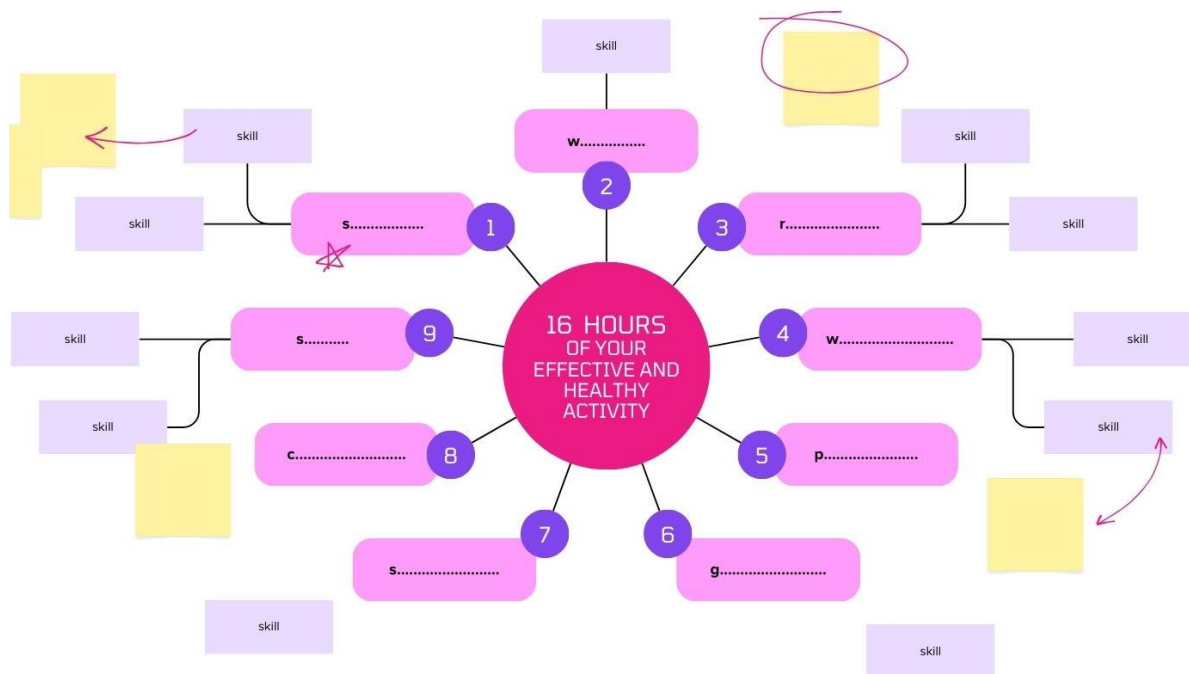 skill
w................
2
skill
skill
s..................
1
3
r.......................
skill
skill
16 HOURS
OF YOUR
EFFECTIVE AND
HEALTHY
ACTIVITY
skill
s...........
9
4
w............................
skill
skill
skill
c...........................
8
5
p.......................
7
s.........................
6
g..........................
skill
skill